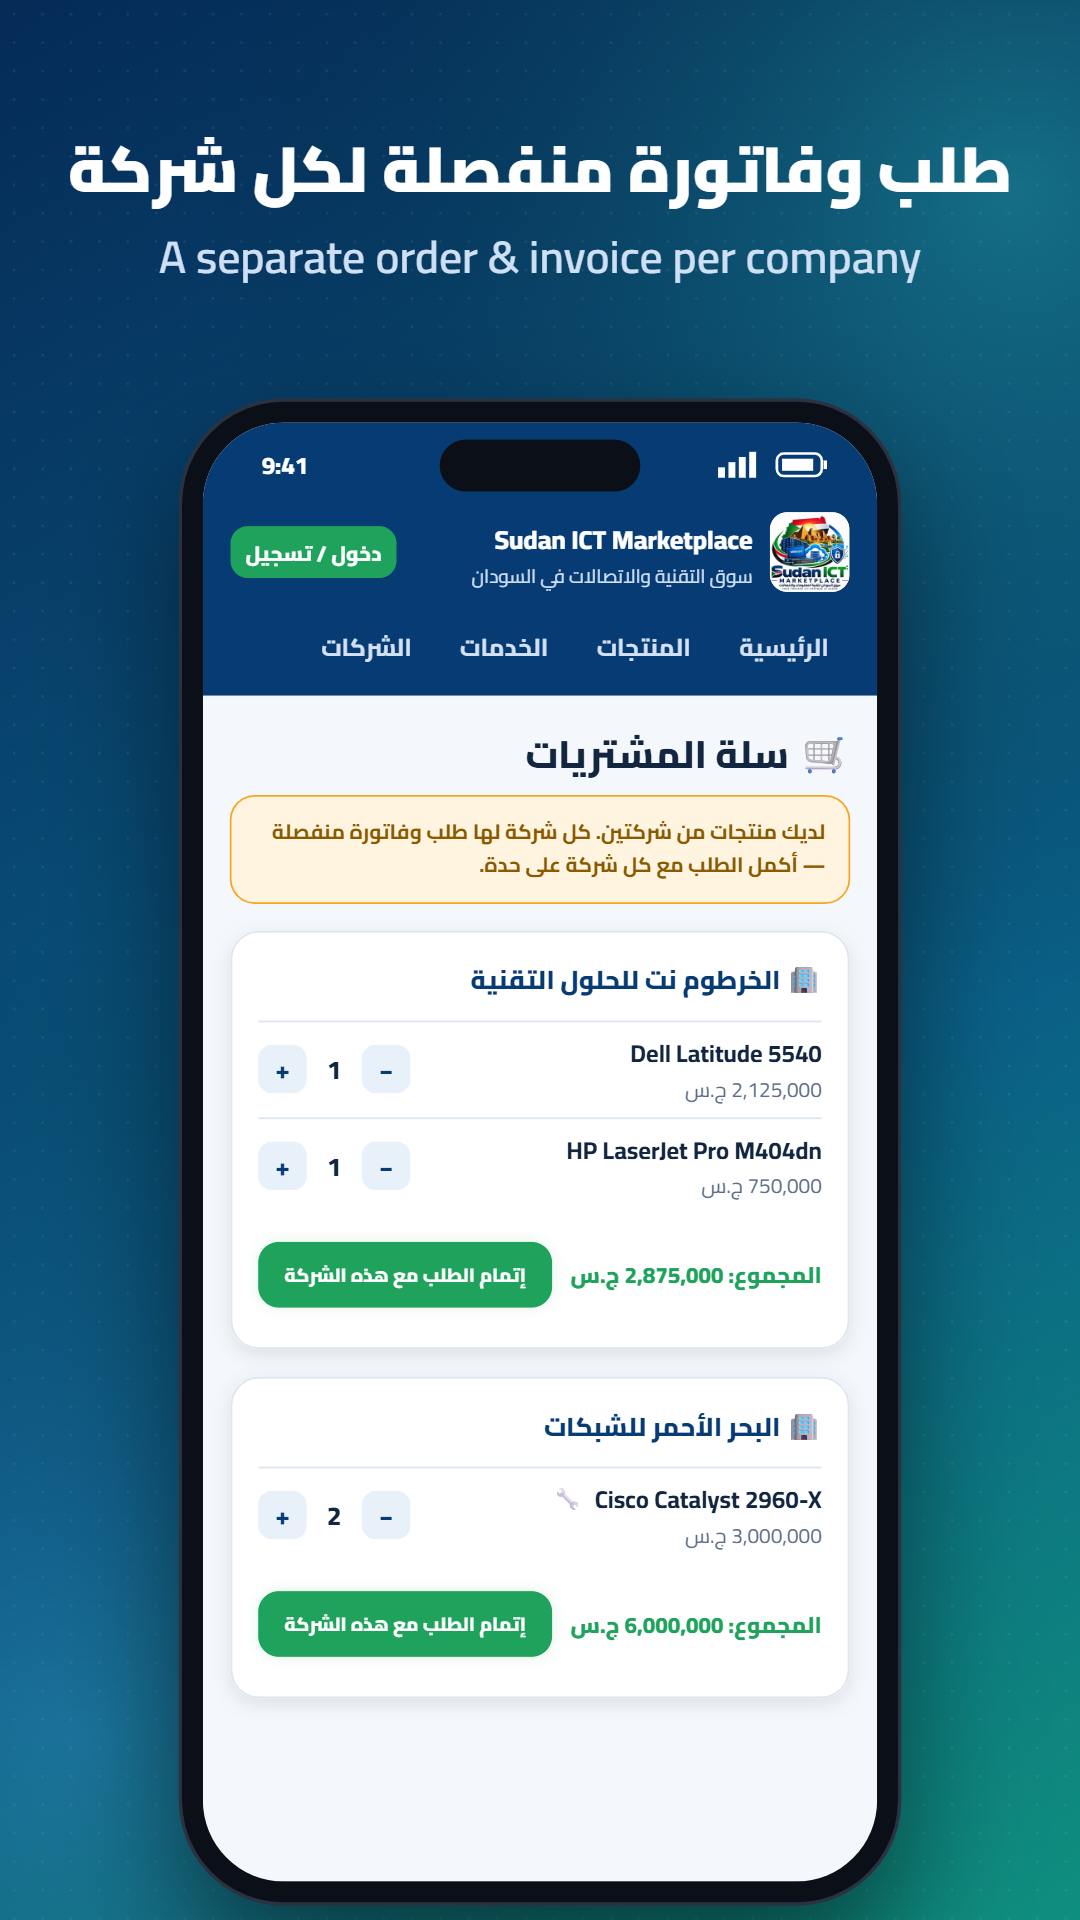 طلب وفاتورة منفصلة لكل شركة
A separate order & invoice per company
9:41
Sudan ICT Marketplace
سوق التقنية والاتصالات في السودان
دخول / تسجيل
Sudan ICT
MARKETPLACE
الرئيسية
المنتجات
الخدمات
الشركات
سلة المشتريات
لديك منتجات من شركتين. كل شركة لها طلب وفاتورة منفصلة
— أكمل الطلب مع كل شركة على حدة.
الخرطوم نت للحلول التقنية
Dell Latitude 5540
2,125,000 ج.س
− 1 +
HP LaserJet Pro M404dn
750,000 ج.س
− 1 +
المجموع: 2,875,000 ج.س
إتمام الطلب مع هذه الشركة
البحر الأحمر للشبكات
Cisco Catalyst 2960-X
3,000,000 ج.س
− 2 +
المجموع: 6,000,000 ج.س
إتمام الطلب مع هذه الشركة